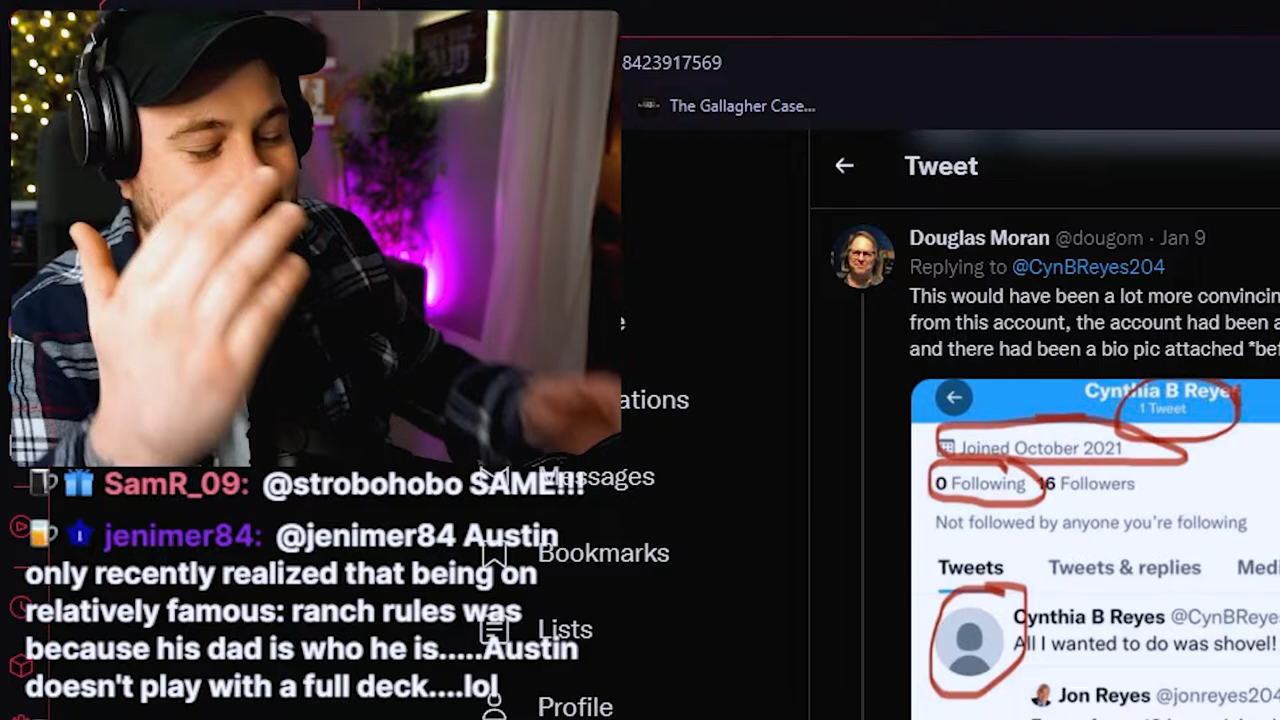 8423917569
The Gallagher Case...
Tweet
Douglas Moran @dougom · Jan 9
Replying to @CynBReyes204
This would have been a lot more convincin
from this account, the account had been a
and there had been a bio pic attached *bef
Cynthia B Reye
1 Tweet
Joined October 2021
0 Following 16 Followers
Not followed by anyone you're following
Tweets Tweets & replies Medi
Cynthia B Reyes @CynBReye
All I wanted to do was shovel!
Jon Reyes @jonreyes204
e
ations
Messages
Bookmarks
Lists
Profile
SamR_09: @strobohobo SAME!!!
jenimer84: @jenimer84 Austin
only recently realized that being on
relatively famous: ranch rules was
because his dad is who he is.....Austin
doesn't play with a full deck....lol